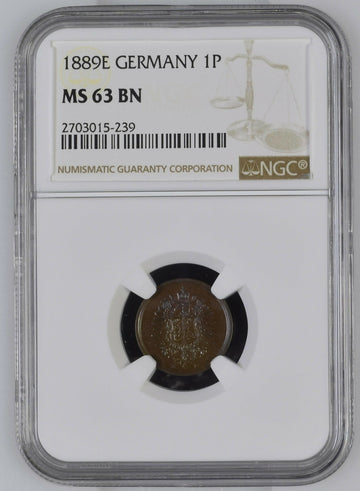 1889E GERMANY 1P
MS 63 BN
2703015-239
NUMISMATIC GUARANTY CORPORATION NGC®